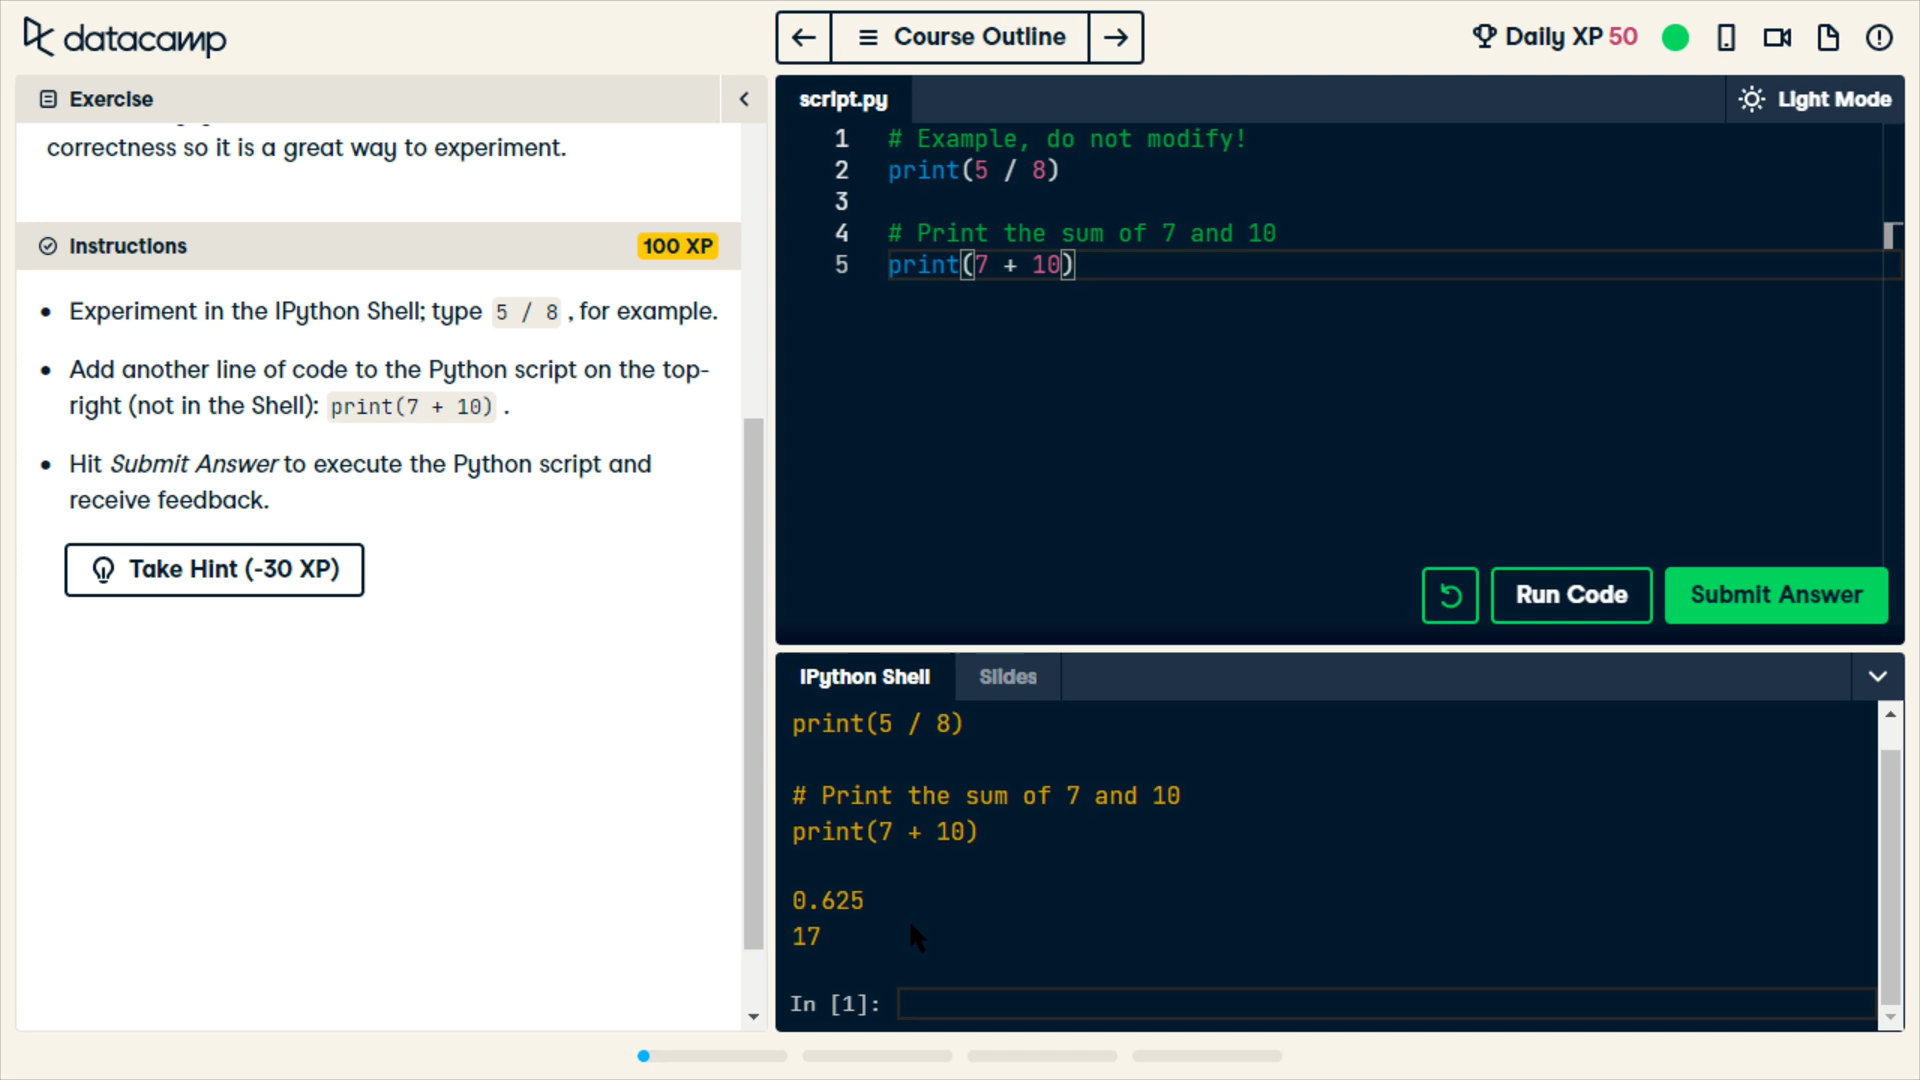 datacamp
Course Outline
Daily XP 50
Exercise
correctness so it is a great way to experiment.
Instructions
100 XP
Experiment in the IPython Shell; type 5 / 8 , for example.
Add another line of code to the Python script on the top-
right (not in the Shell): print(7 + 10) .
Hit Submit Answer to execute the Python script and
receive feedback.
Take Hint (-30 XP)
script.py
Light Mode
1 # Example, do not modify!
2 print(5 / 8)
3
4 # Print the sum of 7 and 10
5 print(7 + 10)
Run Code
Submit Answer
IPython Shell
Slides
print(5 / 8)
# Print the sum of 7 and 10
print(7 + 10)
0.625
17
In [1]: